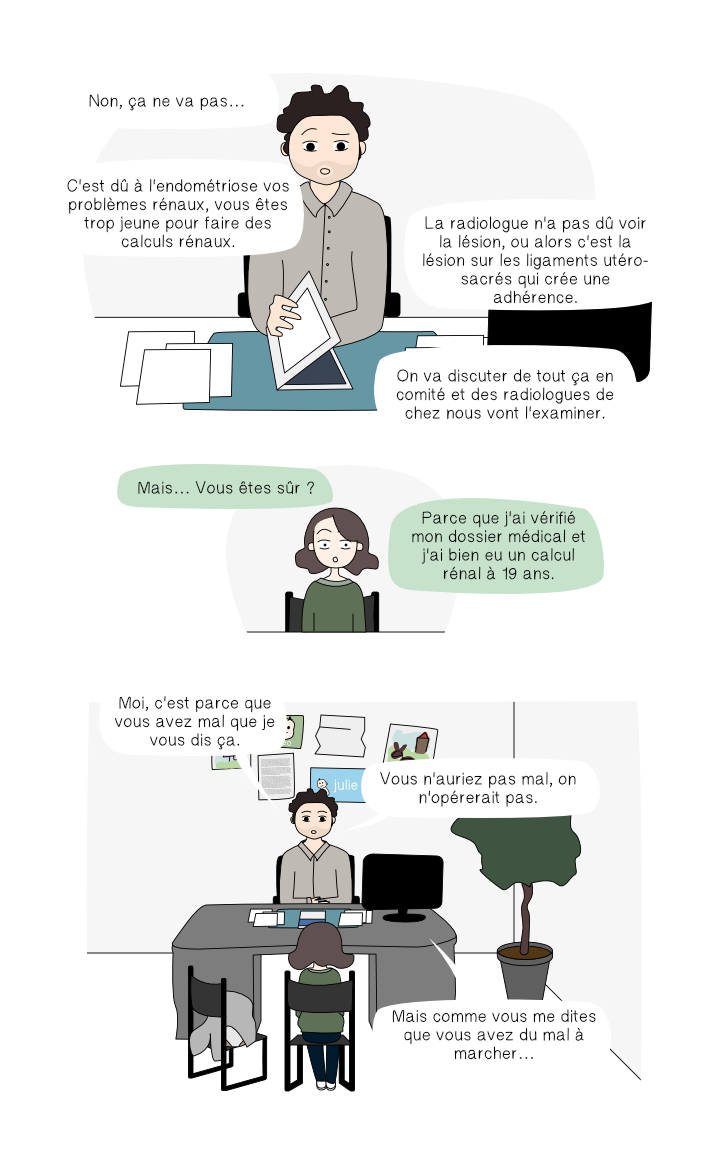 Non, ça ne va pas...
C'est dû à l'endométriose vos
problèmes rénaux, vous êtes
trop jeune pour faire des
calculs rénaux.
La radiologue n'a pas dû voir
la lésion, ou alors c'est la
lésion sur les ligaments utéro-
sacrés qui crée une
adhérence.
On va discuter de tout ça en
comité et des radiologues de
chez nous vont l'examiner.
Mais... Vous êtes sûr ?
Parce que j'ai vérifié
mon dossier médical et
j'ai bien eu un calcul
rénal à 19 ans.
Moi, c'est parce que
vous avez mal que je
vous dis ça.
Julie
Vous n'auriez pas mal, on
n'opérerait pas.
Mais comme vous me dites
que vous avez du mal à
marcher...